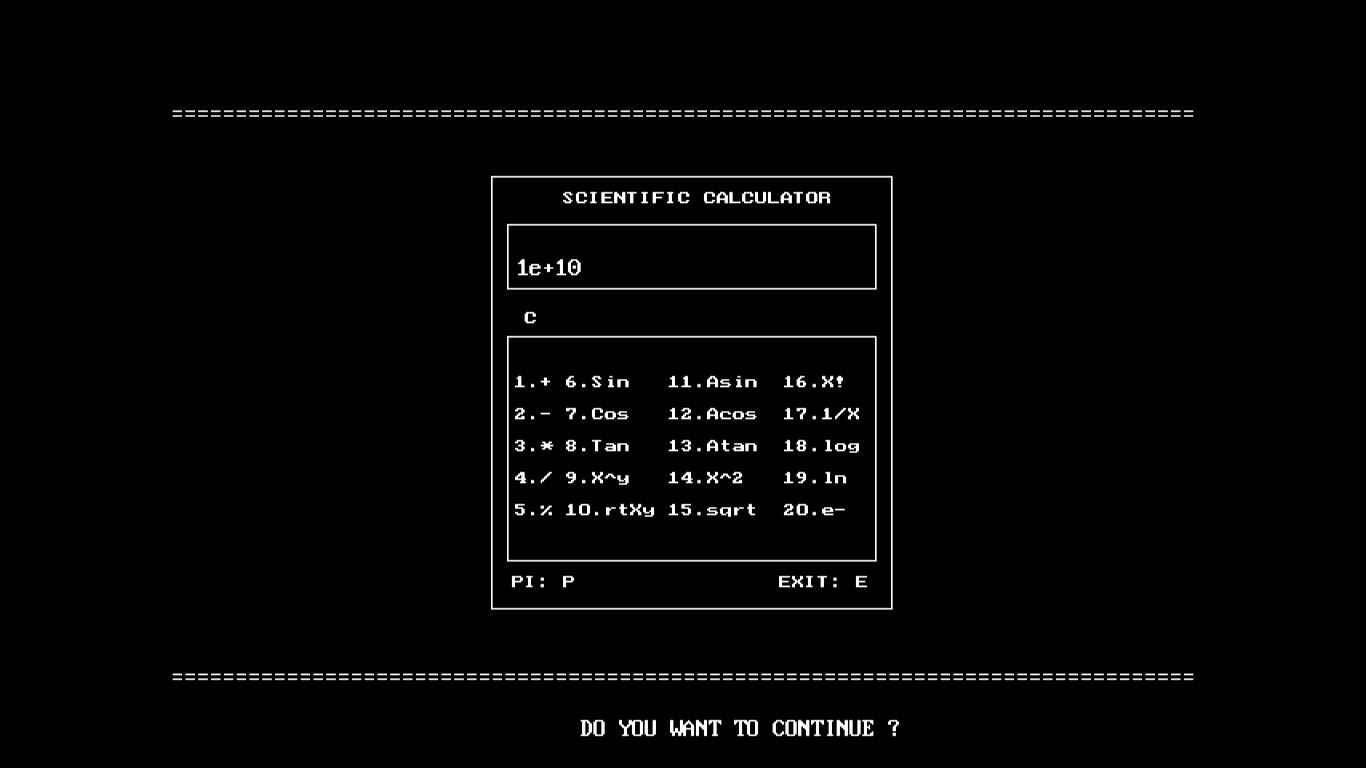 ================================================================================
SCIENTIFIC CALCULATOR
1e+10
C
1.+ 6.Sin 11.Asin 16.X!
2.- 7.Cos 12.Acos 17.1/X
3.* 8.Tan 13.Atan 18.log
4./ 9.X^y 14.X^2 19.ln
5.% 10.rtXy 15.sqrt 20.e-
PI: P EXIT: E
================================================================================
DO YOU WANT TO CONTINUE ?